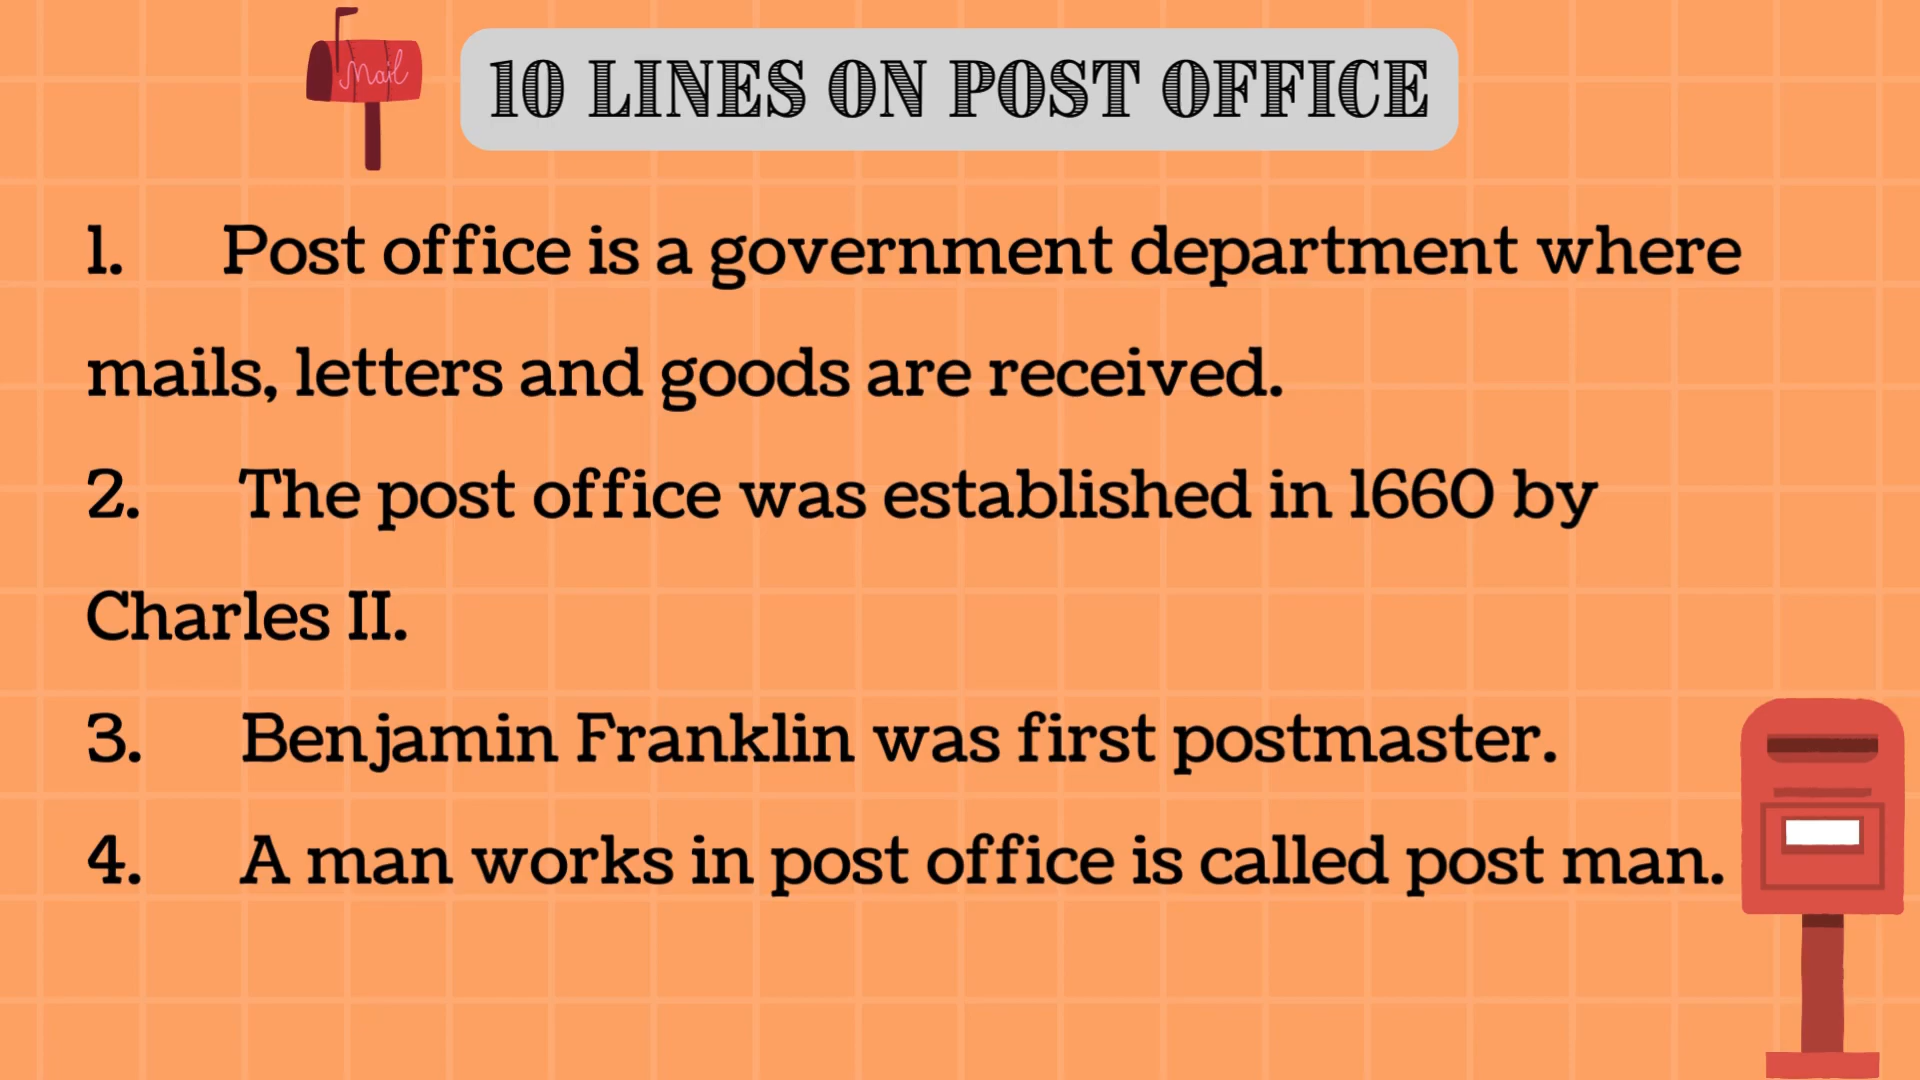 Mail
10 LINES ON POST OFFICE
1. Post office is a government department where
mails, letters and goods are received.
2. The post office was established in 1660 by
Charles II.
3. Benjamin Franklin was first postmaster.
4. A man works in post office is called post man.